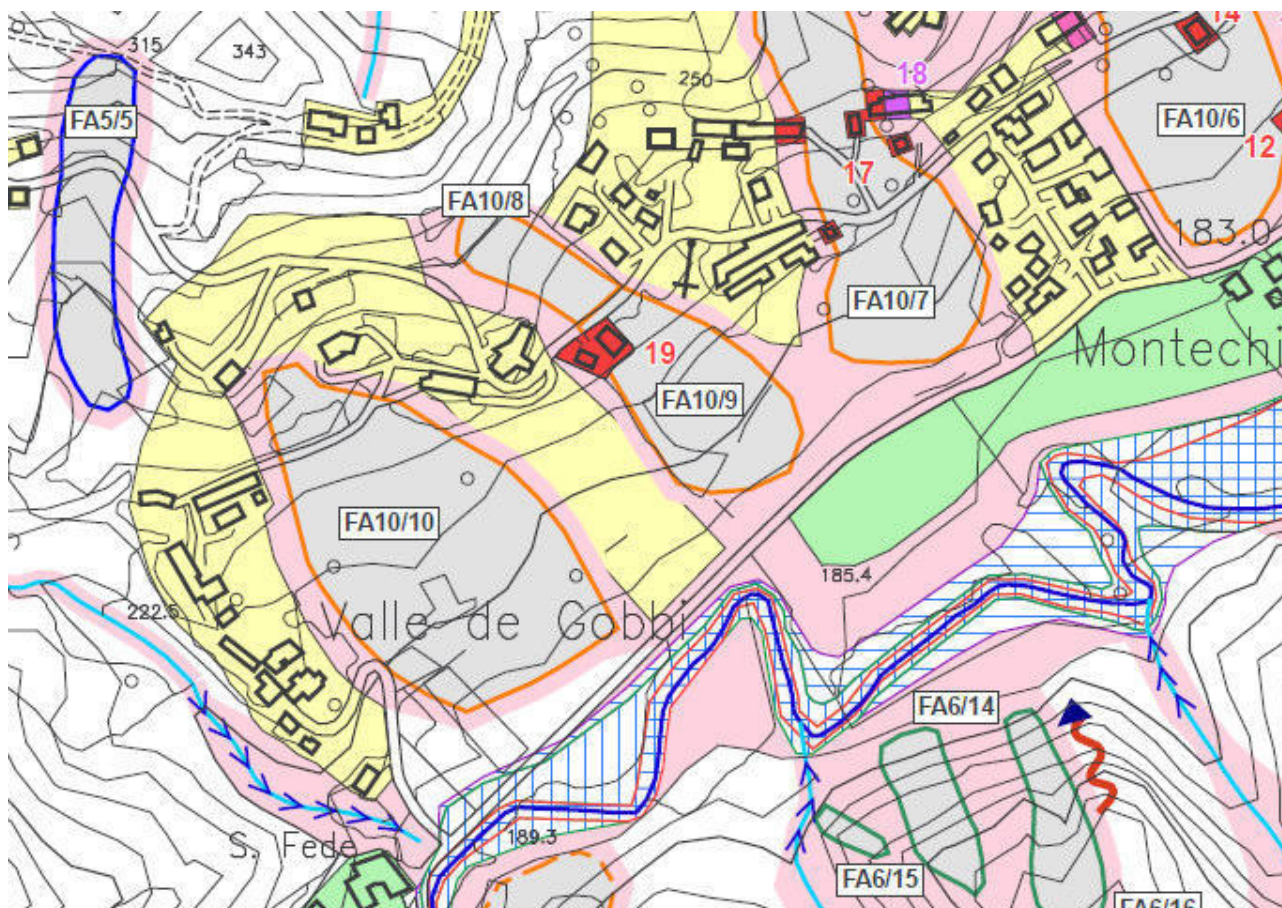 14
315
343
18
250
FA5/5
FA10/6
12
17
FA10/8
183.0
FA10/7
Montechi
19
FA10/9
FA10/10
185.4
222.5
Valle de Gobbi
FA6/14
189.3
S. Fede
FA6/15
FA6/16